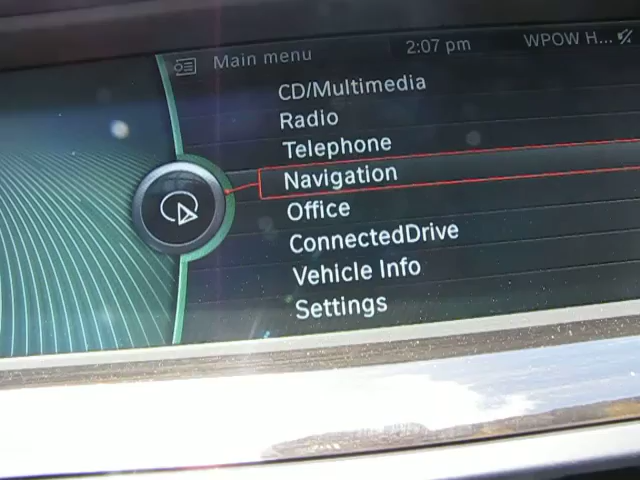 Main menu 2:07 pm WPOW H...
CD/Multimedia
Radio
Telephone
Navigation
Office
ConnectedDrive
Vehicle Info
Settings